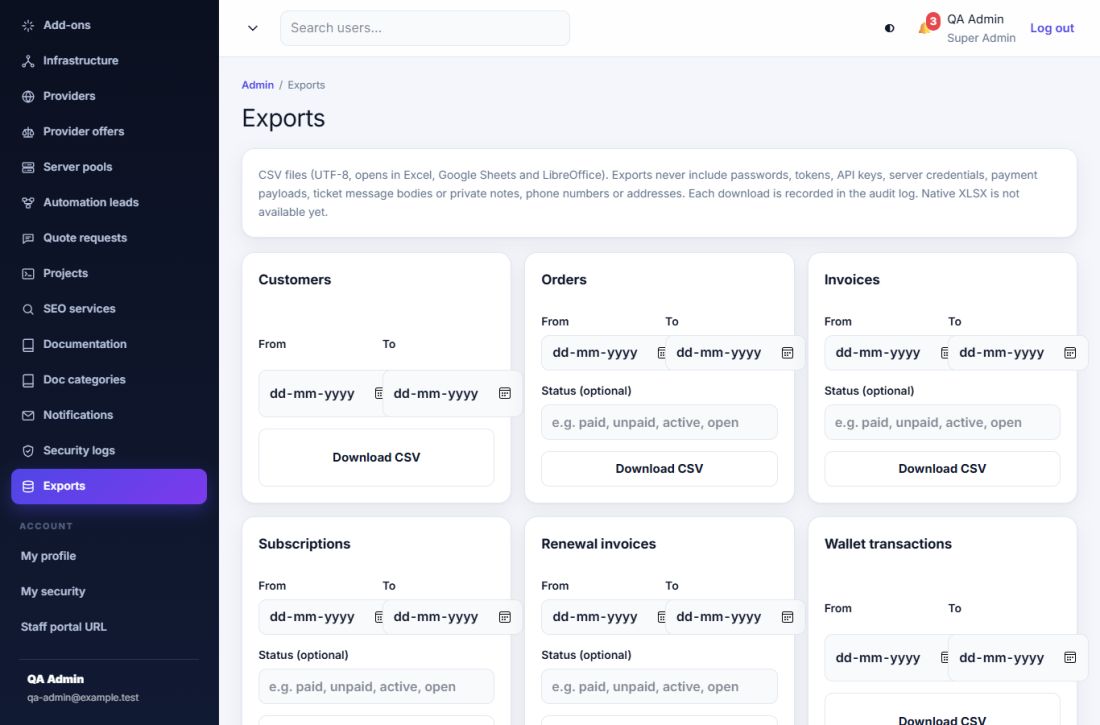 Add-ons
Infrastructure
Providers
Provider offers
Server pools
Automation leads
Quote requests
Projects
SEO services
Documentation
Doc categories
Notifications
Security logs
Exports
ACCOUNT
My profile
My security
Staff portal URL
QA Admin
qa-admin@example.test
Search users...
3
QA Admin
Super Admin
Log out
Admin / Exports
Exports
CSV files (UTF-8, opens in Excel, Google Sheets and LibreOffice). Exports never include passwords, tokens, API keys, server credentials, payment
payloads, ticket message bodies or private notes, phone numbers or addresses. Each download is recorded in the audit log. Native XLSX is not
available yet.
Customers
From To
dd-mm-yyyy dd-mm-yyyy
Download CSV
Orders
From To
dd-mm-yyyy dd-mm-yyyy
Status (optional)
e.g. paid, unpaid, active, open
Download CSV
Invoices
From To
dd-mm-yyyy dd-mm-yyyy
Status (optional)
e.g. paid, unpaid, active, open
Download CSV
Subscriptions
From To
dd-mm-yyyy dd-mm-yyyy
Status (optional)
e.g. paid, unpaid, active, open
Renewal invoices
From To
dd-mm-yyyy dd-mm-yyyy
Status (optional)
e.g. paid, unpaid, active, open
Wallet transactions
From To
dd-mm-yyyy dd-mm-yyyy
Download CSV